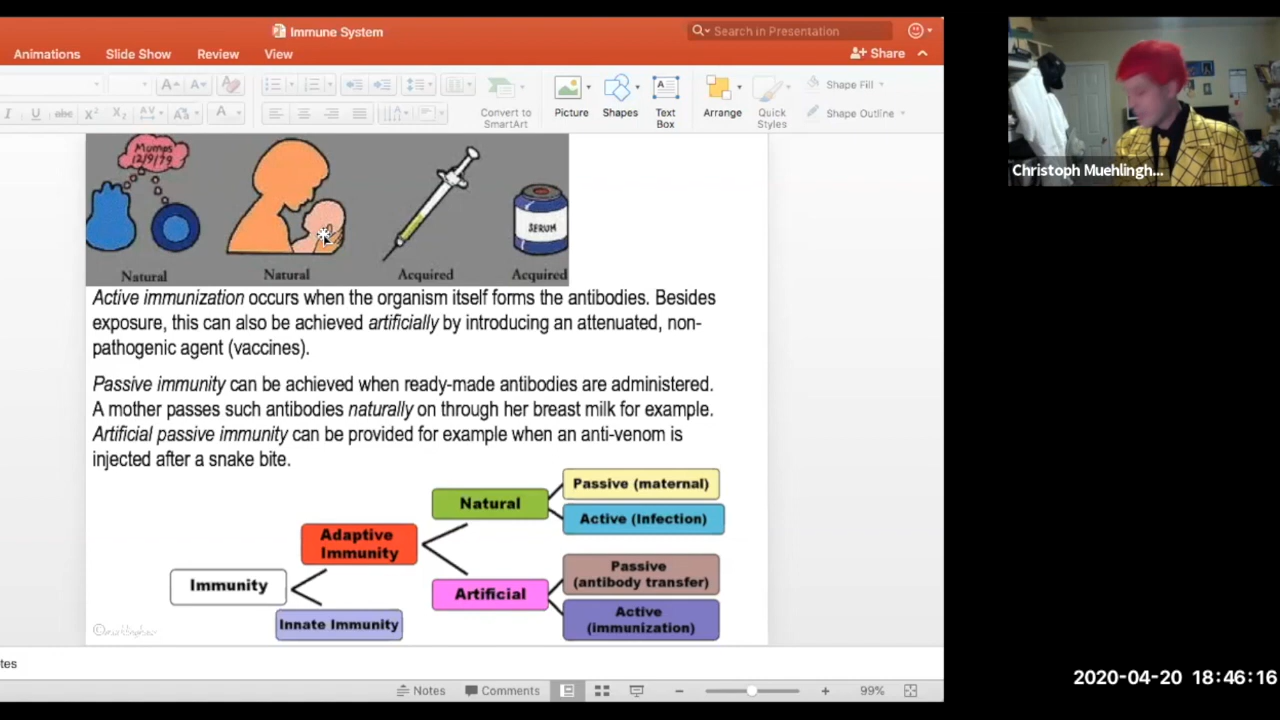 Immune System
Search in Presentation
Animations
Slide Show
Review
View
Share
Convert to
SmartArt
Picture
Shapes
Text
Box
Arrange
Quick
Styles
Shape Fill
Shape Outline
Mumps
12/9/79
SERUM
Natural
Natural
Acquired
Acquired
Active immunization occurs when the organism itself forms the antibodies. Besides
exposure, this can also be achieved artificially by introducing an attenuated, non-
pathogenic agent (vaccines).
Passive immunity can be achieved when ready-made antibodies are administered.
A mother passes such antibodies naturally on through her breast milk for example.
Artificial passive immunity can be provided for example when an anti-venom is
injected after a snake bite.
Passive (maternal)
Natural
Active (Infection)
Adaptive
Immunity
Passive
(antibody transfer)
Immunity
Artificial
Active
(immunization)
Innate Immunity
tes
Notes
Comments
99%
Christoph Muehlingh...
2020-04-20 18:46:16